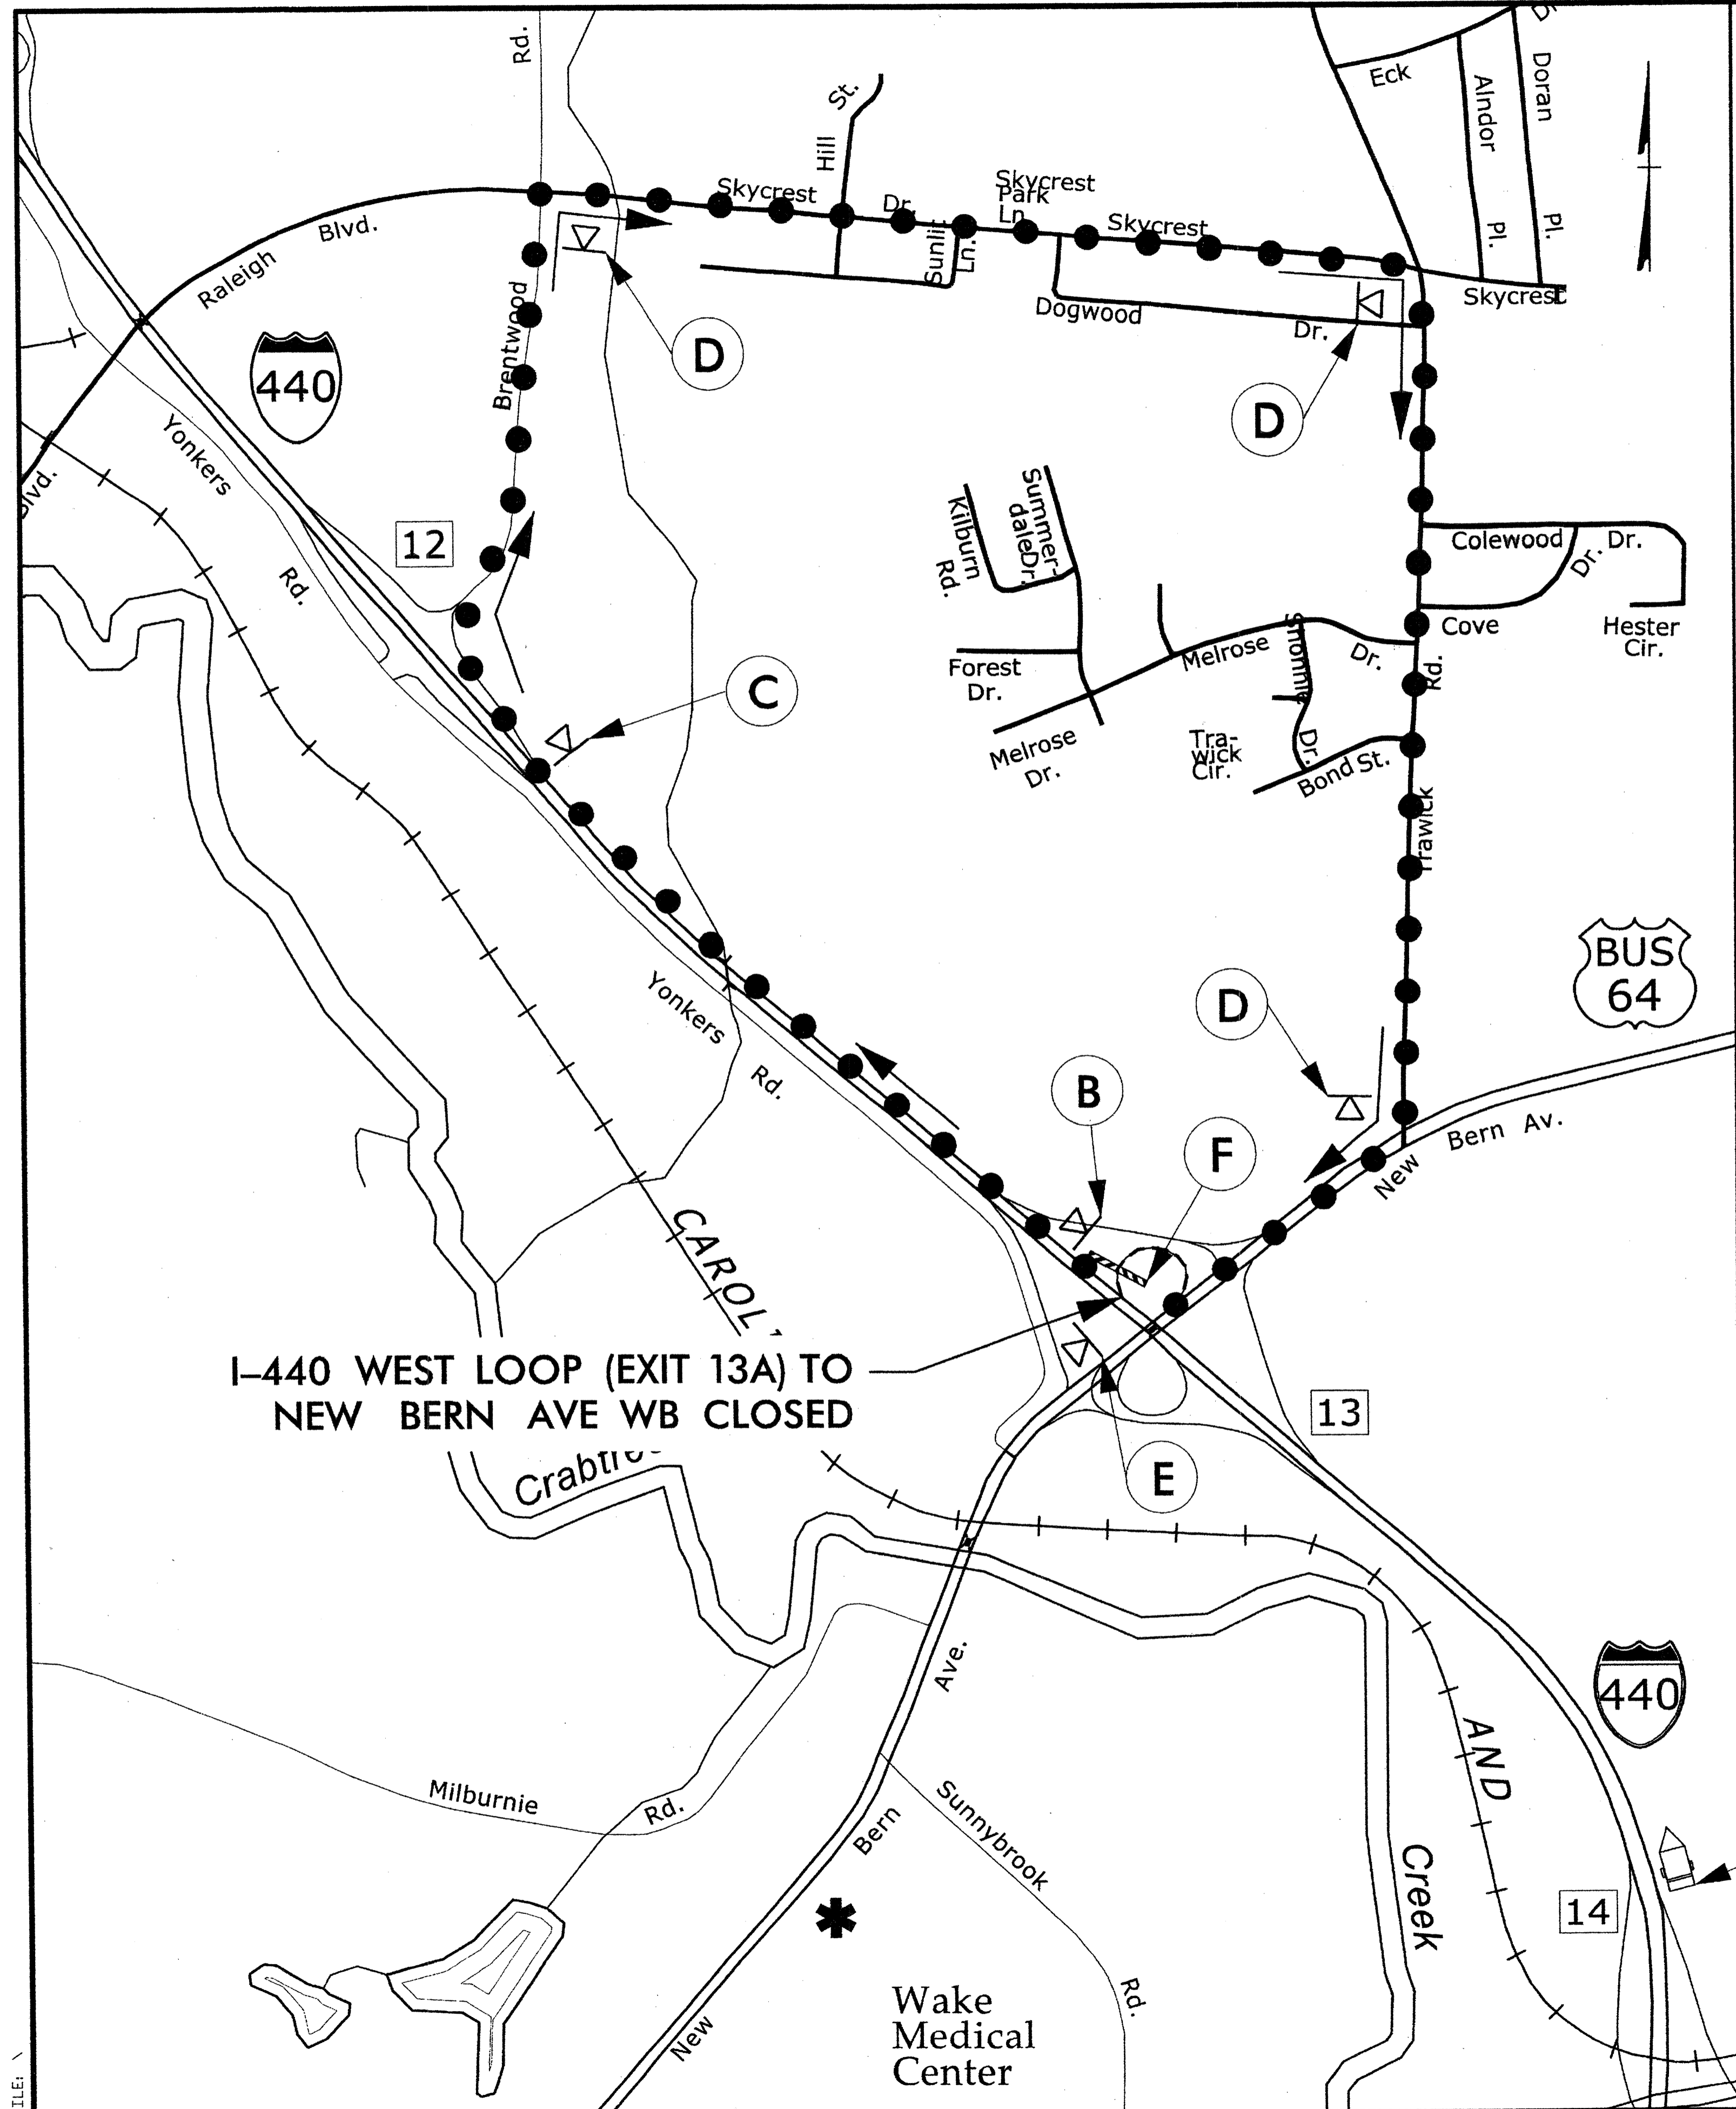 Rd.
Eck
Alndor
Pl.
Doran
Pl.
Hill
St.
Skycrest
Dr.
Skycrest
Park
Ln.
Skycrest
Sunlit
Ln.
Skycrest
Dogwood
Dr.
Raleigh
Blvd.
Brentwood
440
D
D
Yonkers
Rd.
Blvd.
12
Kilburn
Rd.
Summer-
dale Dr.
Colewood
Dr.
Dr.
Cove
Hester
Cir.
Forest
Dr.
Melrose
Dr.
Melrose
Dr.
Dr.
Rd.
Tra-
wick
Cir.
Bond St.
Trawick
C
BUS
64
Yonkers
Rd.
D
B
F
New
Bern Av.
I-440 WEST LOOP (EXIT 13A) TO
NEW BERN AVE WB CLOSED
13
E
Ave.
440
AND
Milburnie
Rd.
Bern
Sunnybrook
Rd.
Creek
14
*
Wake
Medical
Center
New